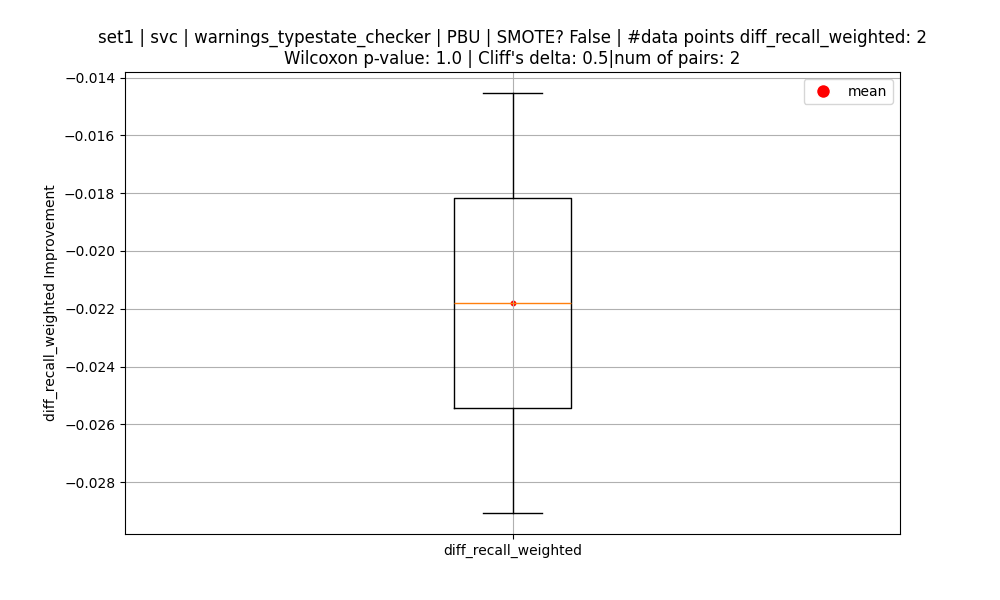 set1 | svc | warnings_typestate_checker | PBU | SMOTE? False | #data points diff_recall_weighted: 2
Wilcoxon p-value: 1.0 | Cliff's delta: 0.5|num of pairs: 2
mean
−0.014
−0.016
−0.018
−0.020
−0.022
−0.024
−0.026
−0.028
diff_recall_weighted Improvement
diff_recall_weighted